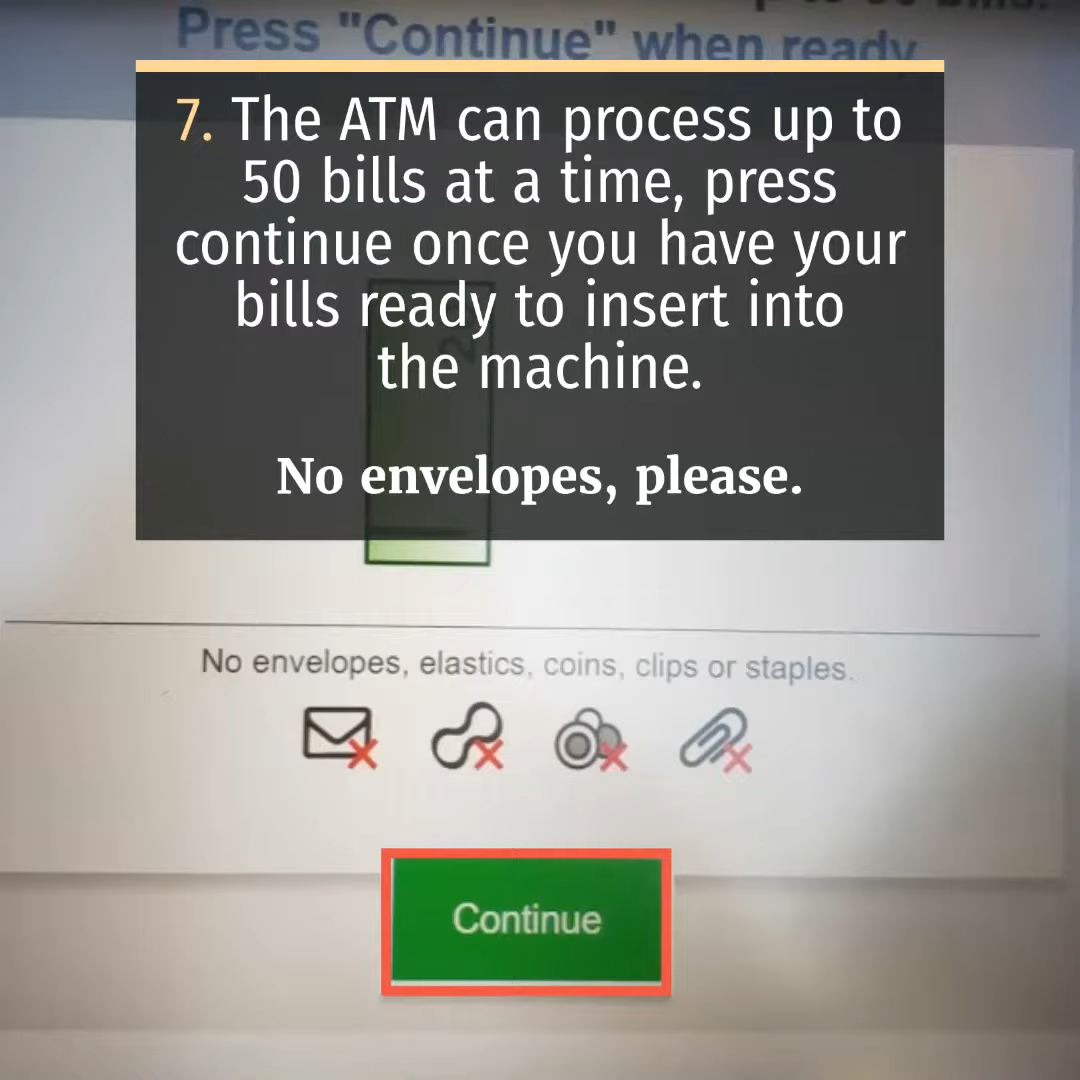 Press "Continue" when ready
7. The ATM can process up to
50 bills at a time, press
continue once you have your
bills ready to insert into
the machine.
No envelopes, please.
No envelopes, elastics, coins, clips or staples.
Continue